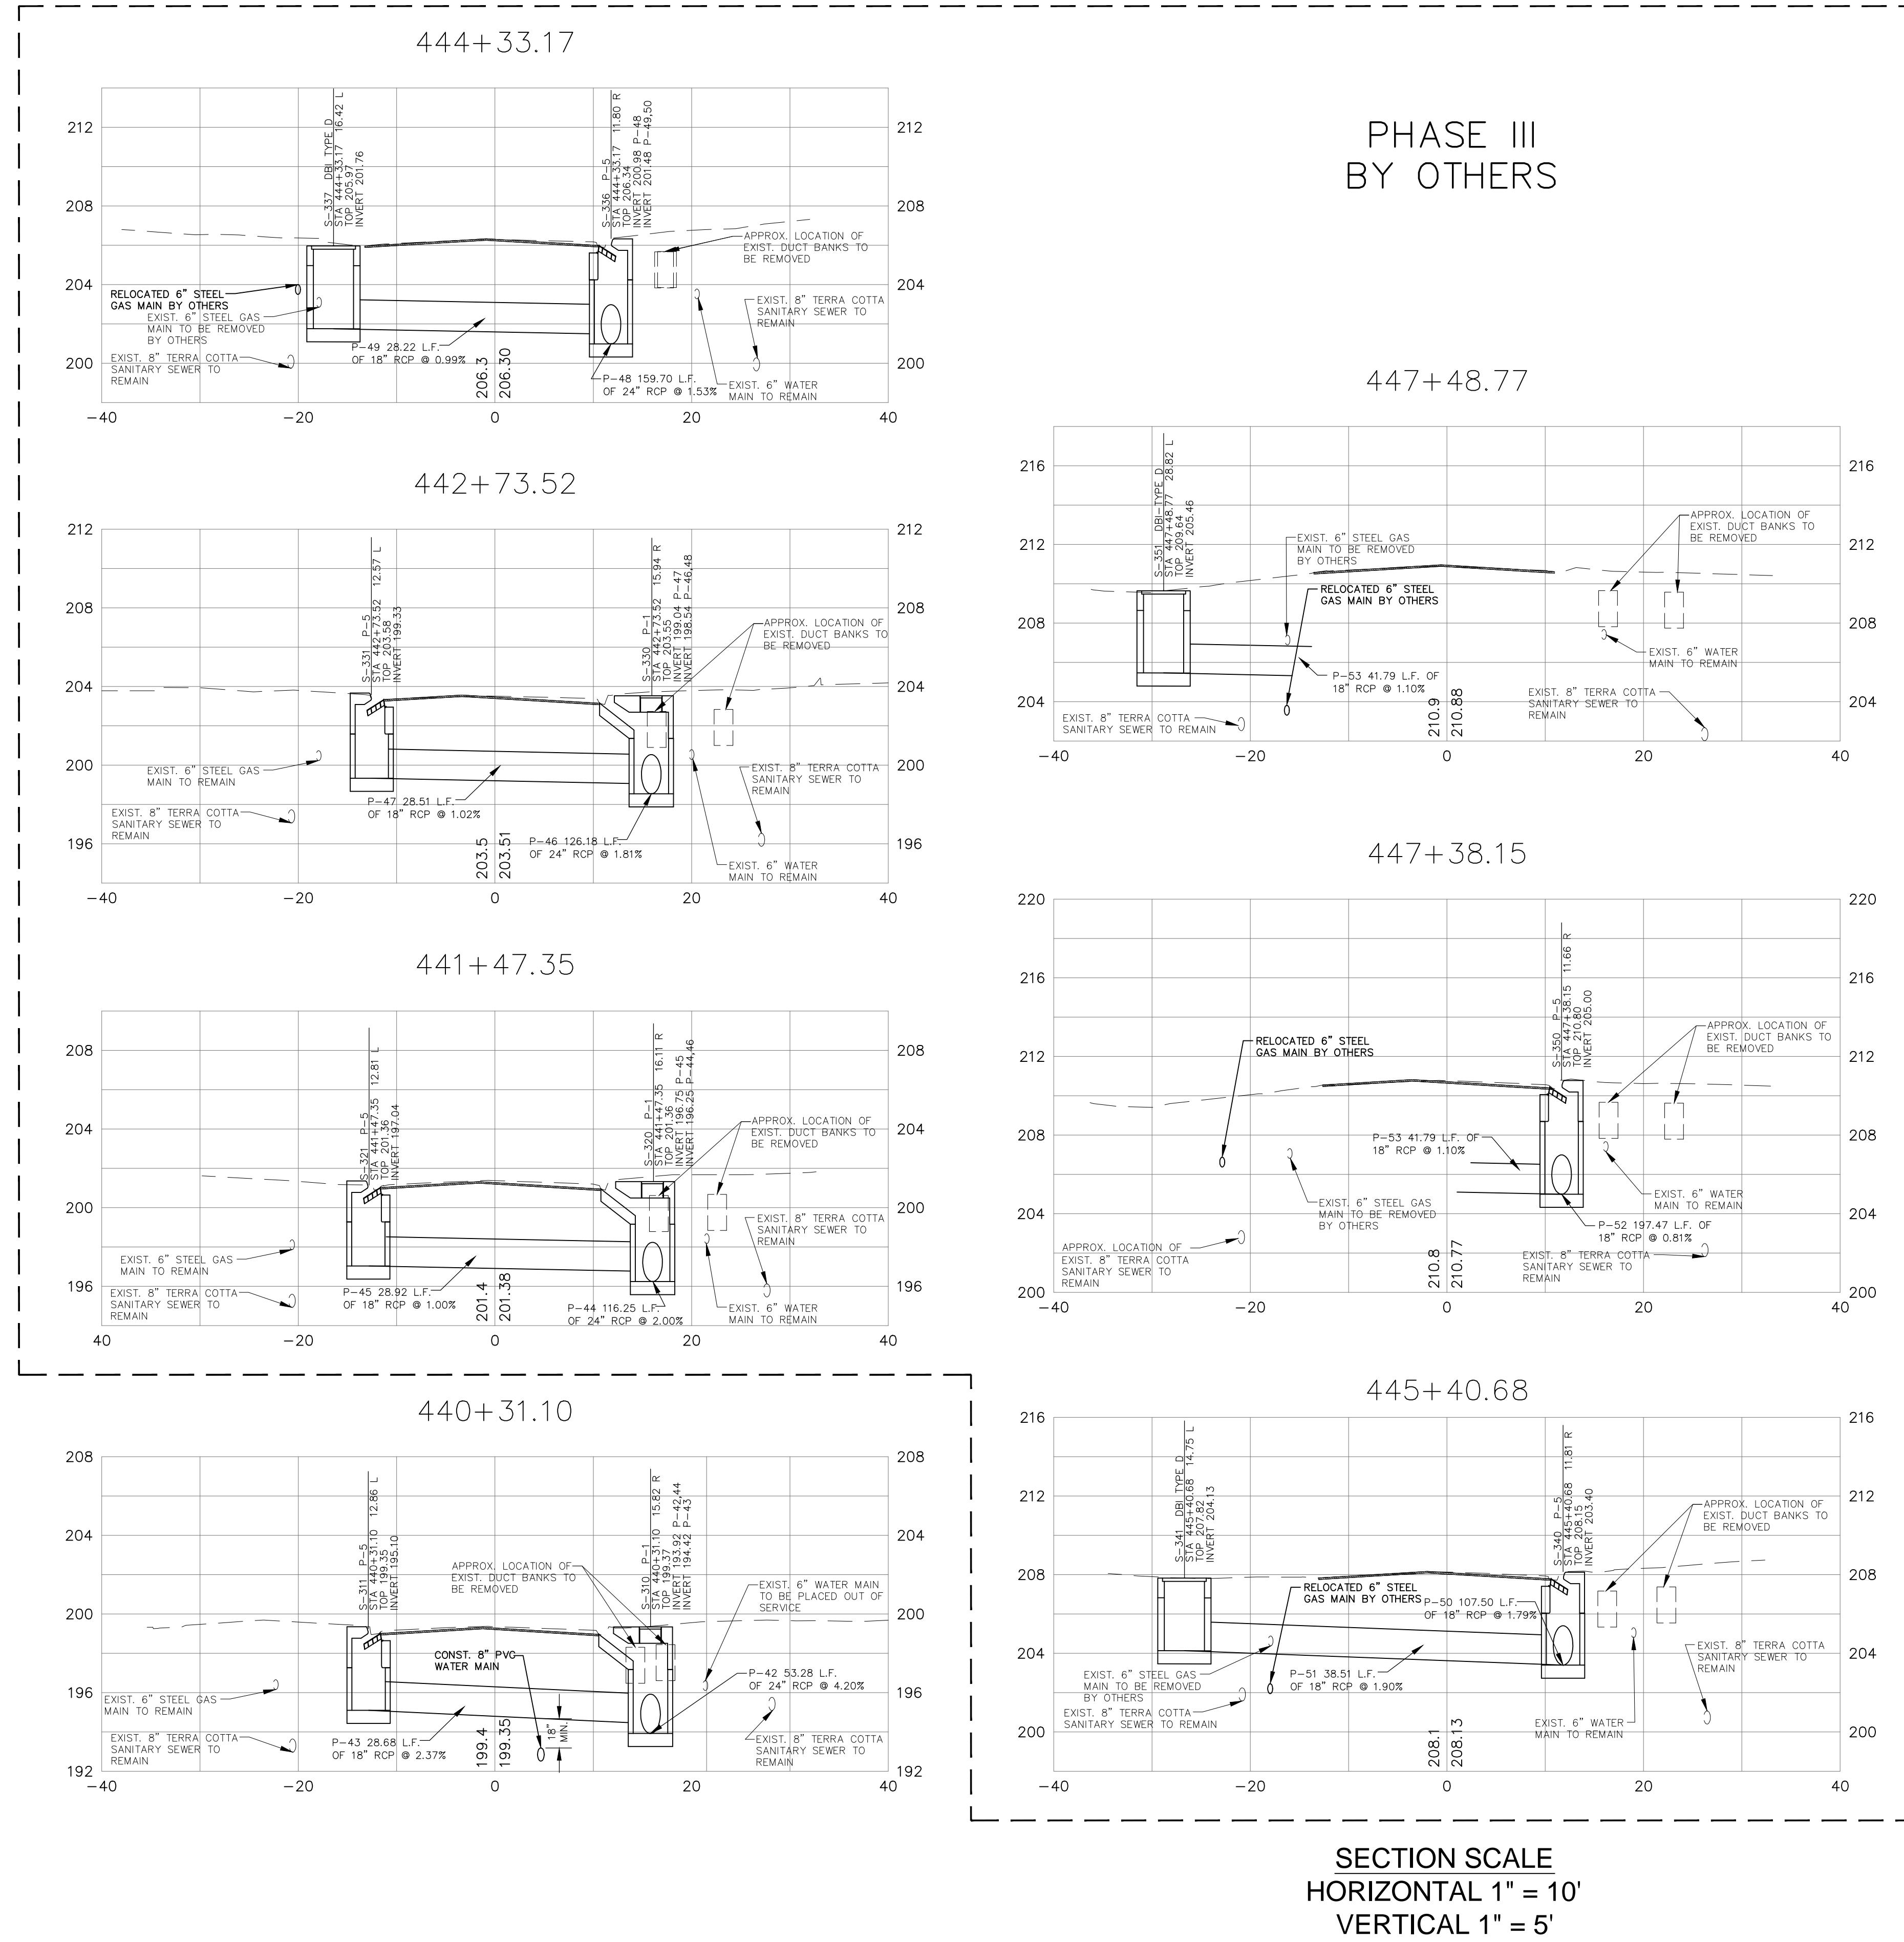 444+33.17
212
208
204
200
212
208
204
200
S-337 DBI TYPE D
STA 444+33.17 16.42 L
TOP 205.97
INVERT 201.76
S-336 P-5
STA 444+33.17 11.80 R
TOP 206.34
INVERT 200.98 P-48
INVERT 201.48 P-49,50
APPROX. LOCATION OF
EXIST. DUCT BANKS TO
BE REMOVED
RELOCATED 6" STEEL
GAS MAIN BY OTHERS
EXIST. 6" STEEL GAS
MAIN TO BE REMOVED
BY OTHERS
EXIST. 8" TERRA COTTA
SANITARY SEWER TO
REMAIN
EXIST. 8" TERRA COTTA
SANITARY SEWER TO
REMAIN
P-49 28.22 L.F.
OF 18" RCP @ 0.99%
206.3
206.30
P-48 159.70 L.F.
OF 24" RCP @ 1.53%
EXIST. 6" WATER
MAIN TO REMAIN
-40 -20 0 20 40
442+73.52
212
208
204
200
196
212
208
204
200
196
S-331 P-5
STA 442+73.52 12.57 L
TOP 203.58
INVERT 199.33
S-330 P-1
STA 442+73.52 15.94 R
TOP 203.55
INVERT 199.04 P-47
INVERT 198.54 P-46,48
APPROX. LOCATION OF
EXIST. DUCT BANKS TO
BE REMOVED
EXIST. 6" STEEL GAS
MAIN TO REMAIN
EXIST. 8" TERRA COTTA
SANITARY SEWER TO
REMAIN
EXIST. 8" TERRA COTTA
SANITARY SEWER TO
REMAIN
P-47 28.51 L.F.
OF 18" RCP @ 1.02%
203.5
203.51
P-46 126.18 L.F.
OF 24" RCP @ 1.81%
EXIST. 6" WATER
MAIN TO REMAIN
-40 -20 0 20 40
441+47.35
208
204
200
196
208
204
200
196
S-321 P-5
STA 441+47.35 12.81 L
TOP 201.36
INVERT 197.04
S-320 P-1
STA 441+47.35 16.11 R
TOP 201.36
INVERT 196.75 P-45
INVERT 196.25 P-44,46
APPROX. LOCATION OF
EXIST. DUCT BANKS TO
BE REMOVED
EXIST. 8" TERRA COTTA
SANITARY SEWER TO
REMAIN
EXIST. 6" STEEL GAS
MAIN TO REMAIN
EXIST. 8" TERRA COTTA
SANITARY SEWER TO
REMAIN
P-45 28.92 L.F.
OF 18" RCP @ 1.00%
201.4
201.38
P-44 116.25 L.F.
OF 24" RCP @ 2.00%
EXIST. 6" WATER
MAIN TO REMAIN
40 -20 0 20 40
440+31.10
208
204
200
196
192
208
204
200
196
192
S-311 P-5
STA 440+31.10 12.86 L
TOP 199.35
INVERT 195.10
S-310 P-1
STA 440+31.10 15.82 R
TOP 199.37
INVERT 193.92 P-42,44
INVERT 194.42 P-43
APPROX. LOCATION OF
EXIST. DUCT BANKS TO
BE REMOVED
EXIST. 6" WATER MAIN
TO BE PLACED OUT OF
SERVICE
CONST. 8" PVC
WATER MAIN
P-42 53.28 L.F.
OF 24" RCP @ 4.20%
EXIST. 6" STEEL GAS
MAIN TO REMAIN
EXIST. 8" TERRA COTTA
SANITARY SEWER TO
REMAIN
P-43 28.68 L.F.
OF 18" RCP @ 2.37%
199.4
199.35
18"
MIN.
EXIST. 8" TERRA COTTA
SANITARY SEWER TO
REMAIN
-40 -20 0 20 40
PHASE III
BY OTHERS
447+48.77
216
212
208
204
216
212
208
204
S-351 DBI-TYPE D
STA 447+48.77 28.82 L
TOP 209.64
INVERT 205.46
EXIST. 6" STEEL GAS
MAIN TO BE REMOVED
BY OTHERS
RELOCATED 6" STEEL
GAS MAIN BY OTHERS
APPROX. LOCATION OF
EXIST. DUCT BANKS TO
BE REMOVED
EXIST. 6" WATER
MAIN TO REMAIN
P-53 41.79 L.F. OF
18" RCP @ 1.10%
EXIST. 8" TERRA COTTA
SANITARY SEWER TO REMAIN
210.9
210.88
EXIST. 8" TERRA COTTA
SANITARY SEWER TO
REMAIN
-40 -20 0 20 40
447+38.15
220
216
212
208
204
200
220
216
212
208
204
200
S-350 P-5
STA 447+38.15 11.66 R
TOP 210.80
INVERT 205.00
RELOCATED 6" STEEL
GAS MAIN BY OTHERS
APPROX. LOCATION OF
EXIST. DUCT BANKS TO
BE REMOVED
P-53 41.79 L.F. OF
18" RCP @ 1.10%
EXIST. 6" STEEL GAS
MAIN TO BE REMOVED
BY OTHERS
EXIST. 6" WATER
MAIN TO REMAIN
P-52 197.47 L.F. OF
18" RCP @ 0.81%
APPROX. LOCATION OF
EXIST. 8" TERRA COTTA
SANITARY SEWER TO
REMAIN
210.8
210.77
EXIST. 8" TERRA COTTA
SANITARY SEWER TO
REMAIN
-40 -20 0 20 40
445+40.68
216
212
208
204
200
216
212
208
204
200
S-341 DBI TYPE D
STA 445+40.68 14.75 L
TOP 207.82
INVERT 204.13
S-340 P-5
STA 445+40.68 11.81 R
TOP 208.15
INVERT 203.40
APPROX. LOCATION OF
EXIST. DUCT BANKS TO
BE REMOVED
RELOCATED 6" STEEL
GAS MAIN BY OTHERS
P-50 107.50 L.F.
OF 18" RCP @ 1.79%
EXIST. 6" STEEL GAS
MAIN TO BE REMOVED
BY OTHERS
EXIST. 8" TERRA COTTA
SANITARY SEWER TO REMAIN
P-51 38.51 L.F.
OF 18" RCP @ 1.90%
EXIST. 8" TERRA COTTA
SANITARY SEWER TO
REMAIN
EXIST. 6" WATER
MAIN TO REMAIN
208.1
208.13
-40 -20 0 20 40
SECTION SCALE
HORIZONTAL 1" = 10'
VERTICAL 1" = 5'